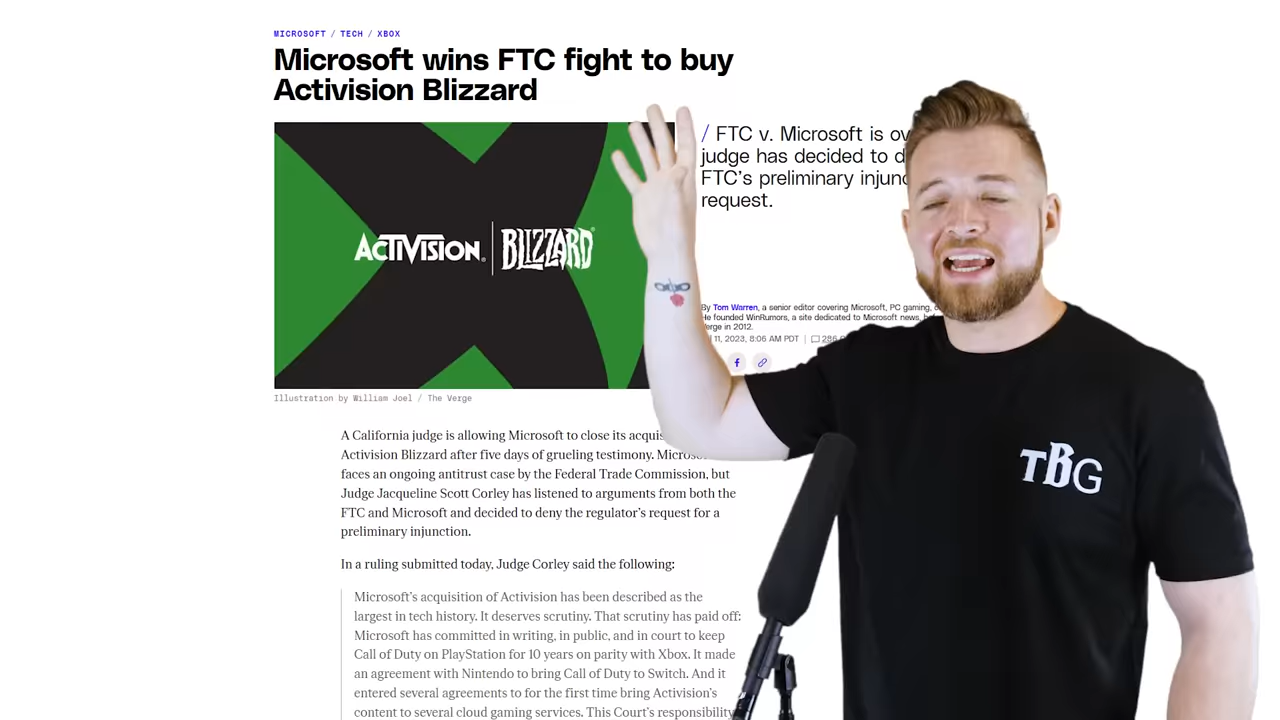 MICROSOFT / TECH / XBOX
Microsoft wins FTC fight to buy
Activision Blizzard
/ FTC v. Microsoft is
judge has decided to
FTC's preliminary
request.
ACTIVISION. BLIZZARD®
By Tom Warren, a senior editor covering Microsoft, PC gaming,
He founded WinRumors, a site dedicated to Microsoft news,
Verge in 2012.
11, 2023, 8:06 AM PDT |
Illustration by William Joel / The Verge
A California judge is allowing Microsoft to close its
Activision Blizzard after five days of grueling testimony.
faces an ongoing antitrust case by the Federal Trade Commission, but
Judge Jacqueline Scott Corley has listened to arguments from both the
FTC and Microsoft and decided to deny the regulator's request for a
preliminary injunction.
In a ruling submitted today, Judge Corley said the following:
Microsoft's acquisition of Activision has been described as the
largest in tech history. It deserves scrutiny. That scrutiny has paid off:
Microsoft has committed in writing, in public, and in court to keep
Call of Duty on PlayStation for 10 years on parity with Xbox. It made
an agreement with Nintendo to bring Call of Duty to Switch. And it
entered several agreements to for the first time bring Activision's
content to several cloud gaming services. This Court's responsibility
TBG